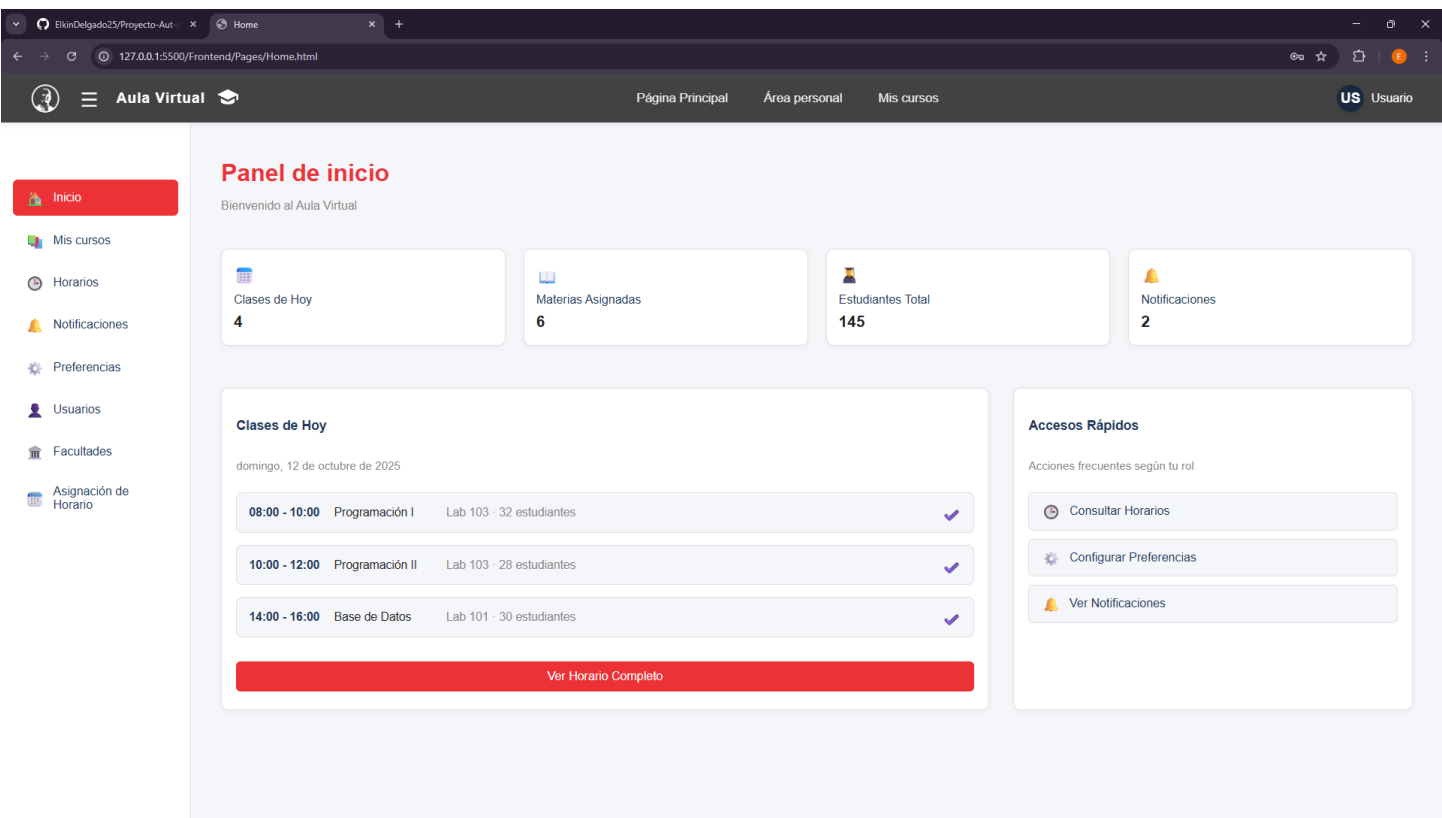 ElkinDelgado25/Proyecto-Aut-
Home
127.0.0.1:5500/Frontend/Pages/Home.html
E
Aula Virtual
Página Principal
Área personal
Mis cursos
US
Usuario
Inicio
Mis cursos
Horarios
Notificaciones
Preferencias
Usuarios
Facultades
Asignación de
Horario
Panel de inicio
Bienvenido al Aula Virtual
Clases de Hoy
4
Materias Asignadas
6
Estudiantes Total
145
Notificaciones
2
Clases de Hoy
domingo, 12 de octubre de 2025
08:00 - 10:00 Programación I Lab 103 · 32 estudiantes
10:00 - 12:00 Programación II Lab 103 · 28 estudiantes
14:00 - 16:00 Base de Datos Lab 101 · 30 estudiantes
Ver Horario Completo
Accesos Rápidos
Acciones frecuentes según tu rol
Consultar Horarios
Configurar Preferencias
Ver Notificaciones